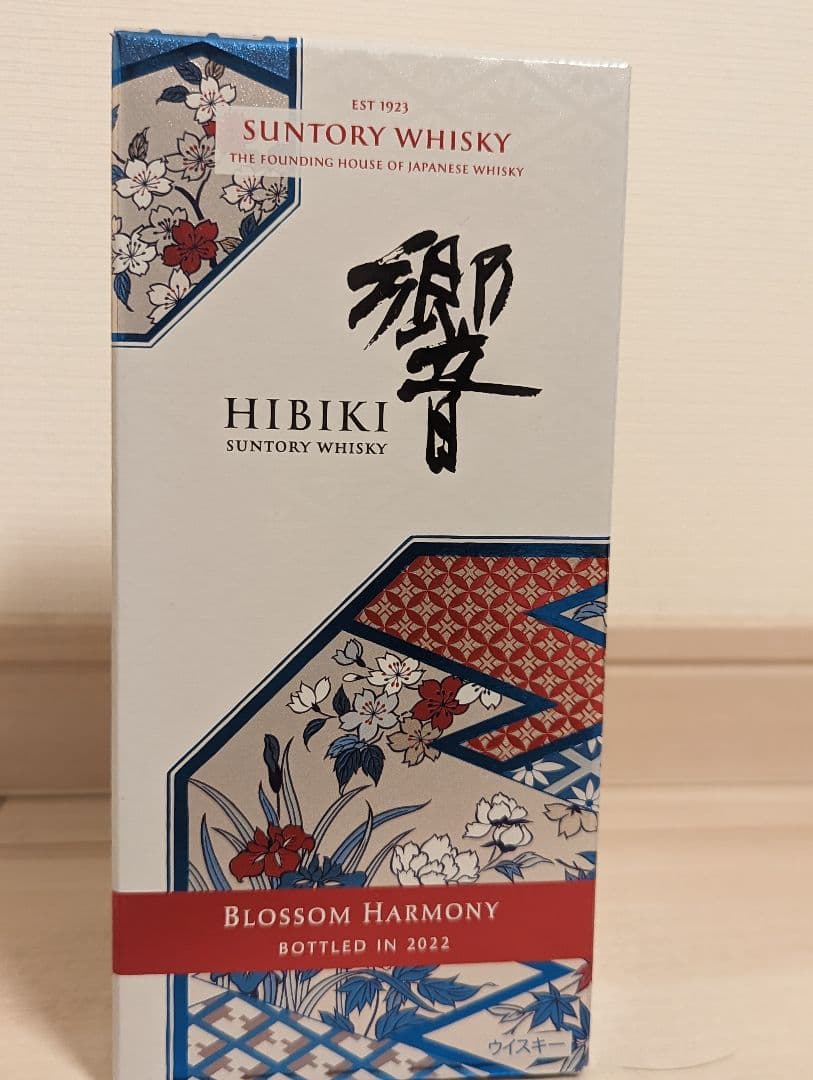 EST 1923
SUNTORY WHISKY
THE FOUNDING HOUSE OF JAPANESE WHISKY
響
HIBIKI
SUNTORY WHISKY
BLOSSOM HARMONY
BOTTLED IN 2022
ウイスキー